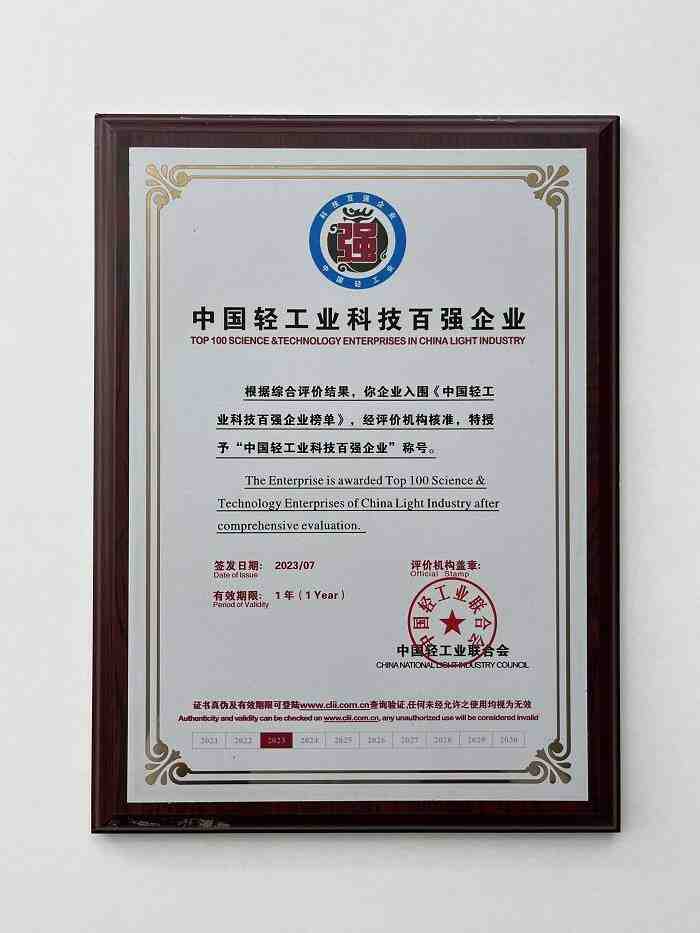 科技百强企业
强
中国轻工业
中国轻工业科技百强企业
TOP 100 SCIENCE &TECHNOLOGY ENTERPRISES IN CHINA LIGHT INDUSTRY
根据综合评价结果，你企业入围《中国轻工
业科技百强企业榜单》，经评价机构核准，特授
予“中国轻工业科技百强企业”称号。
The Enterprise is awarded Top 100 Science &
Technology Enterprises of China Light Industry after
comprehensive evaluation.
签发日期: 2023/07 评价机构盖章:
Date of Issue Official Stamp
有效期限: 1 年 ( 1 Year )
Period of Validity
中国轻工业联合会
中国轻工业联合会
CHINA NATIONAL LIGHT INDUSTRY COUNCIL
证书真伪及有效期限可登陆www.clii.com.cn查询验证,任何未经允许之使用均视为无效
Authenticity and validity can be checked on www.clii.com.cn, any unauthorized use will be considered invalid
2021 2022 2023 2024 2025 2026 2027 2028 2029 2030